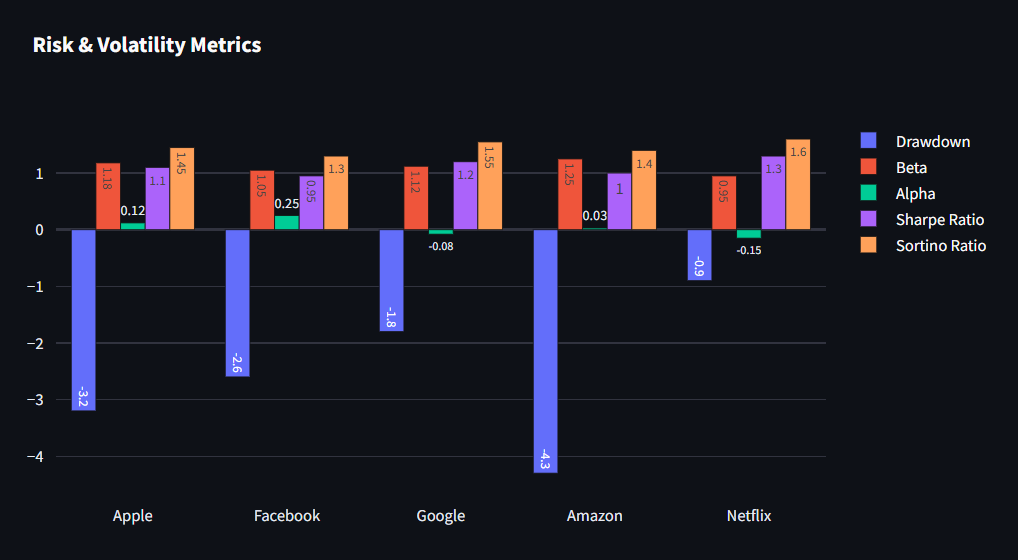 Risk & Volatility Metrics
Drawdown
Beta
Alpha
Sharpe Ratio
Sortino Ratio
1
0
−1
−2
−3
−4
-3.2
1.18
0.12
1.1
1.45
-2.6
1.05
0.25
0.95
1.3
-1.8
1.12
-0.08
1.2
1.55
-4.3
1.25
0.03
1
1.4
-0.9
0.95
-0.15
1.3
1.6
Apple
Facebook
Google
Amazon
Netflix